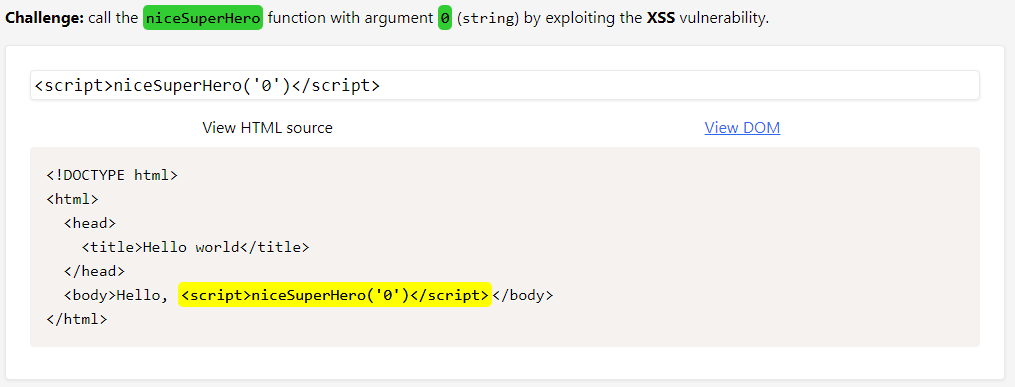 Challenge: call the niceSuperHero function with argument 0 (string) by exploiting the XSS vulnerability.
<script>niceSuperHero('0')</script>
View HTML source
View DOM
<!DOCTYPE html>
<html>
  <head>
    <title>Hello world</title>
  </head>
  <body>Hello, <script>niceSuperHero('0')</script></body>
</html>